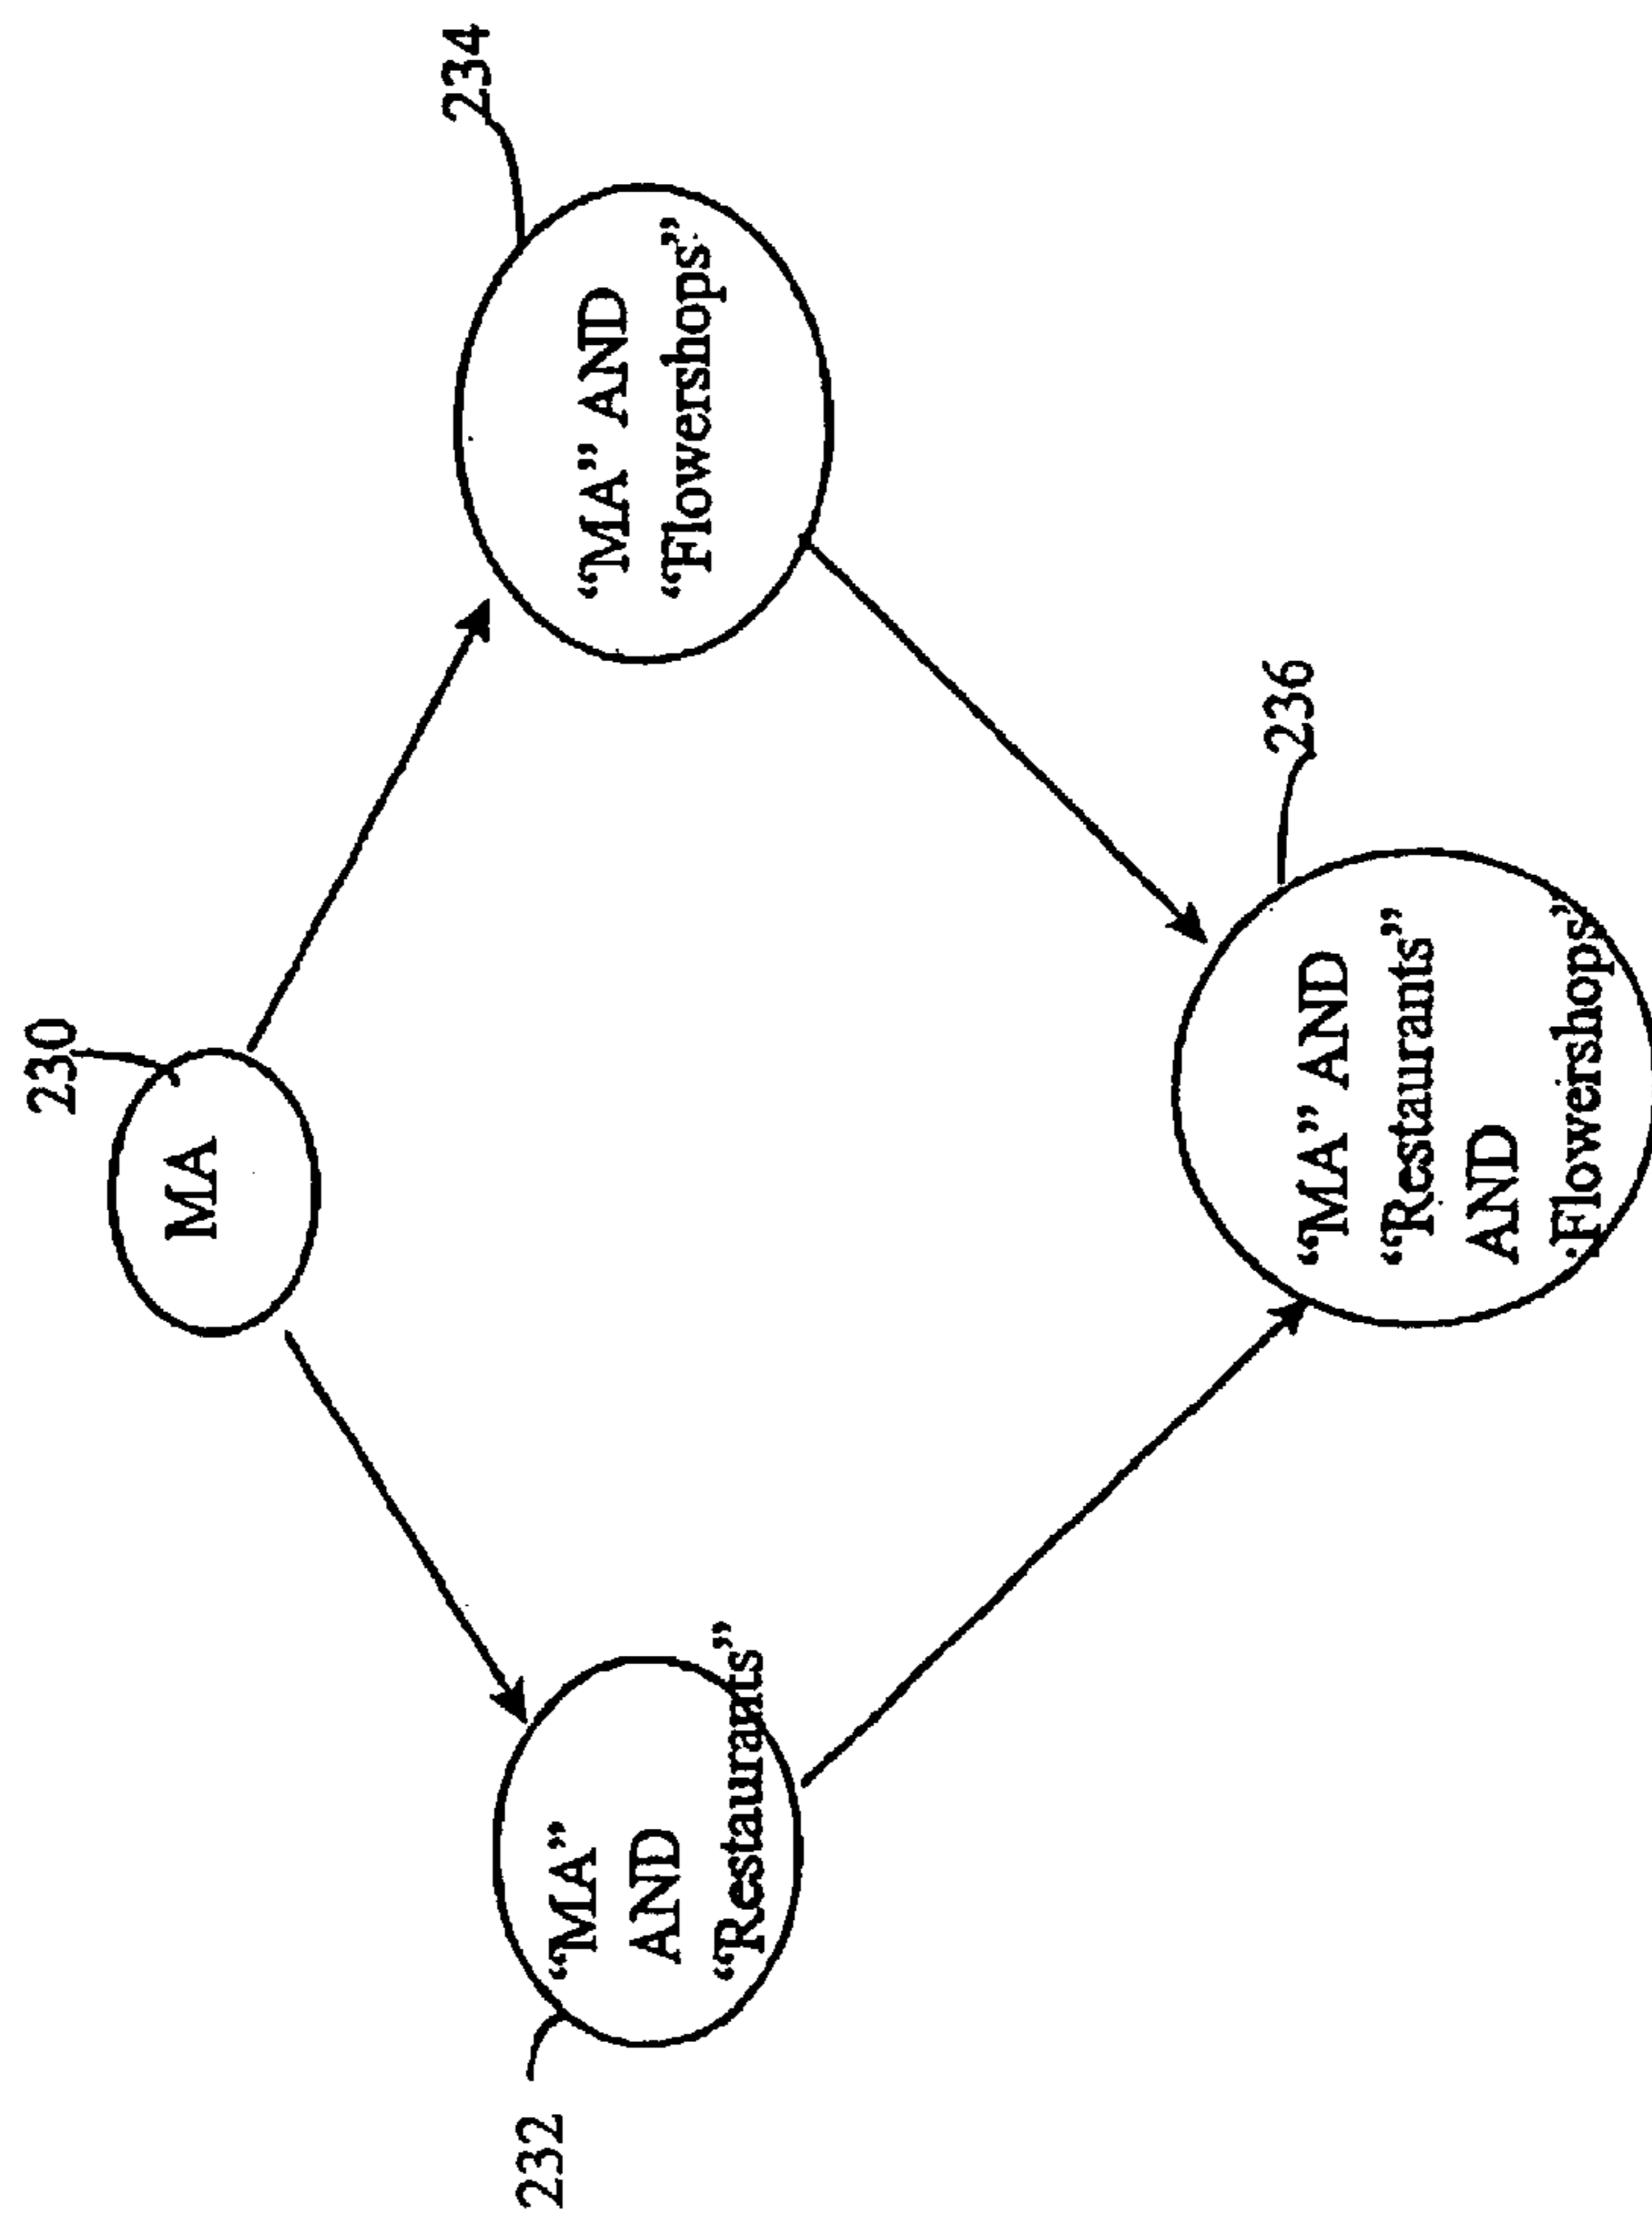 230
MA
232
“MA”
AND
“Restaurants”
234
“MA” AND
“Flowershops”
236
“MA” AND
“Restaurants”
AND
“Flowershops”